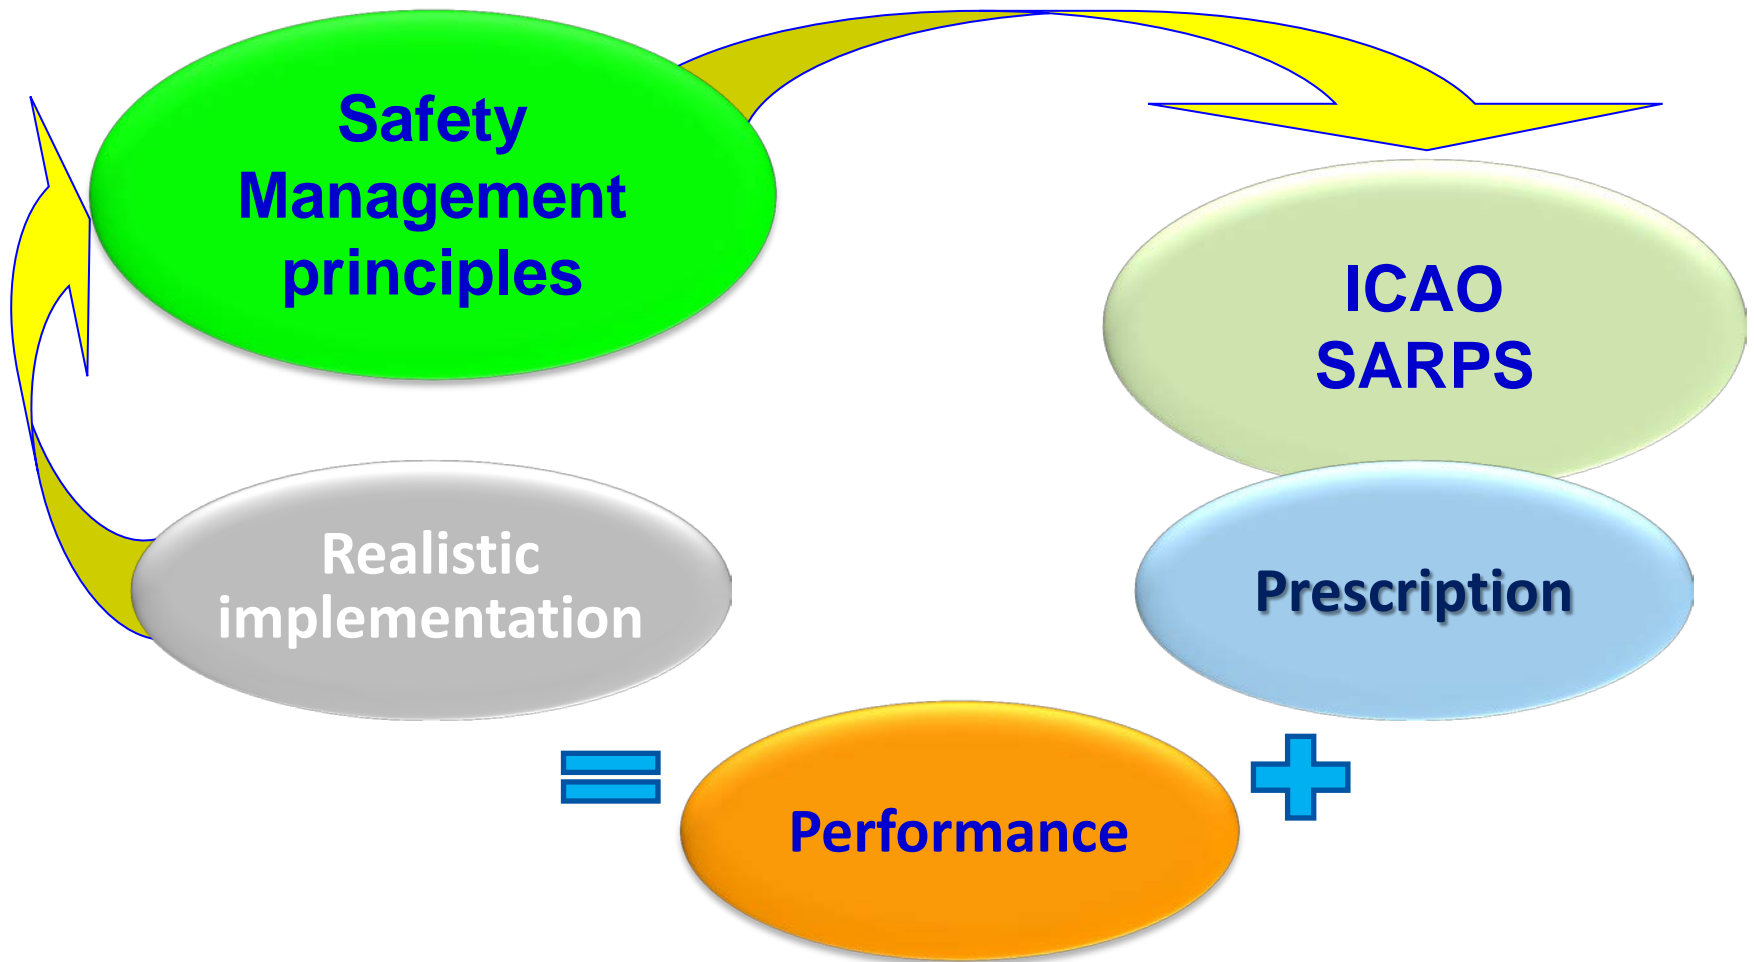 Safety
Management
principles
ICAO
SARPS
Realistic
implementation
Prescription
Performance